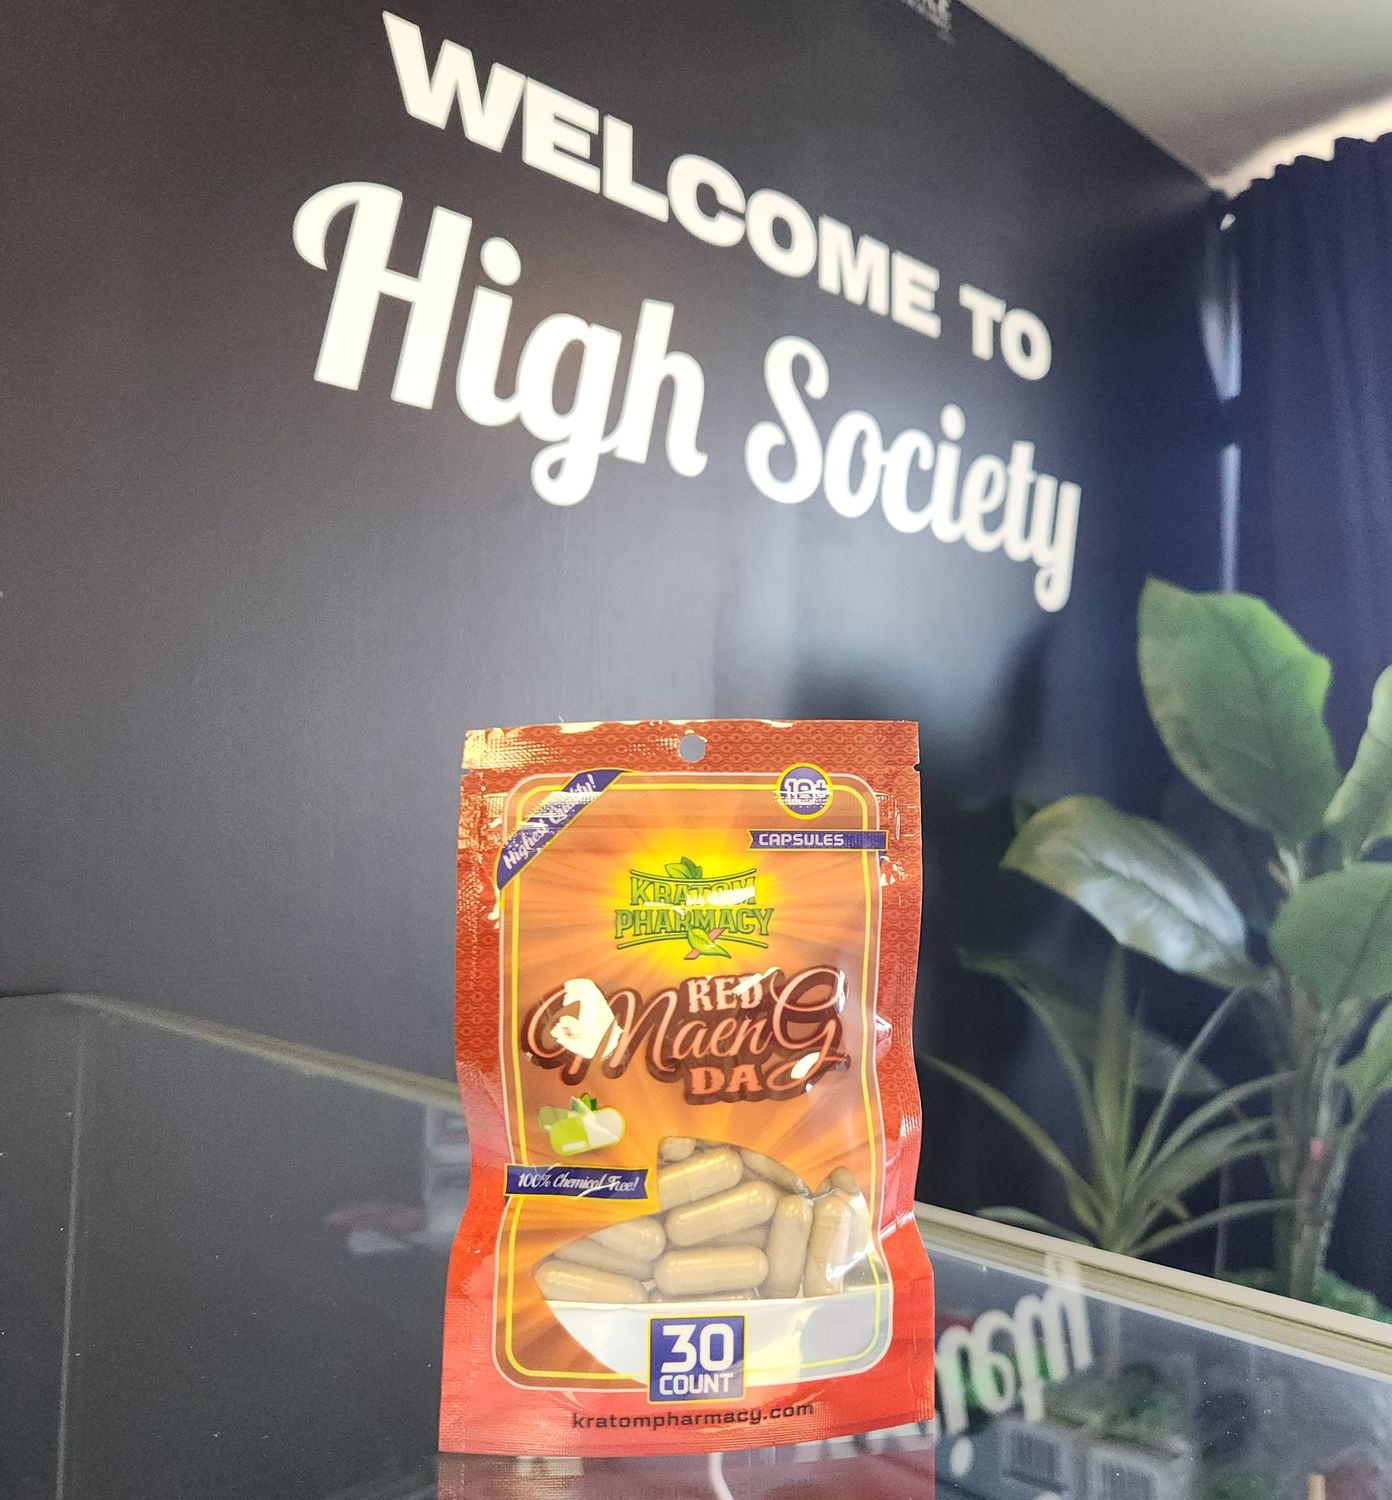 WELCOME TO
High Society
Highest Quality!
18+
CAPSULES
KRATOM
PHARMACY
RED
Maeng
DA
100% Chemical Free!
30
COUNT
kratompharmacy.com